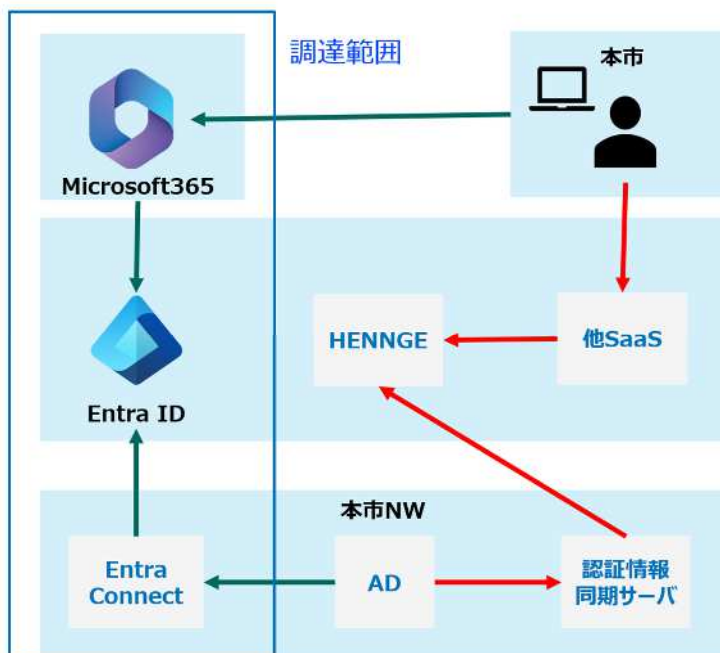 調達範囲
本市
Microsoft365
HENNGE
他SaaS
Entra ID
本市NW
Entra
Connect
AD
認証情報
同期サーバ